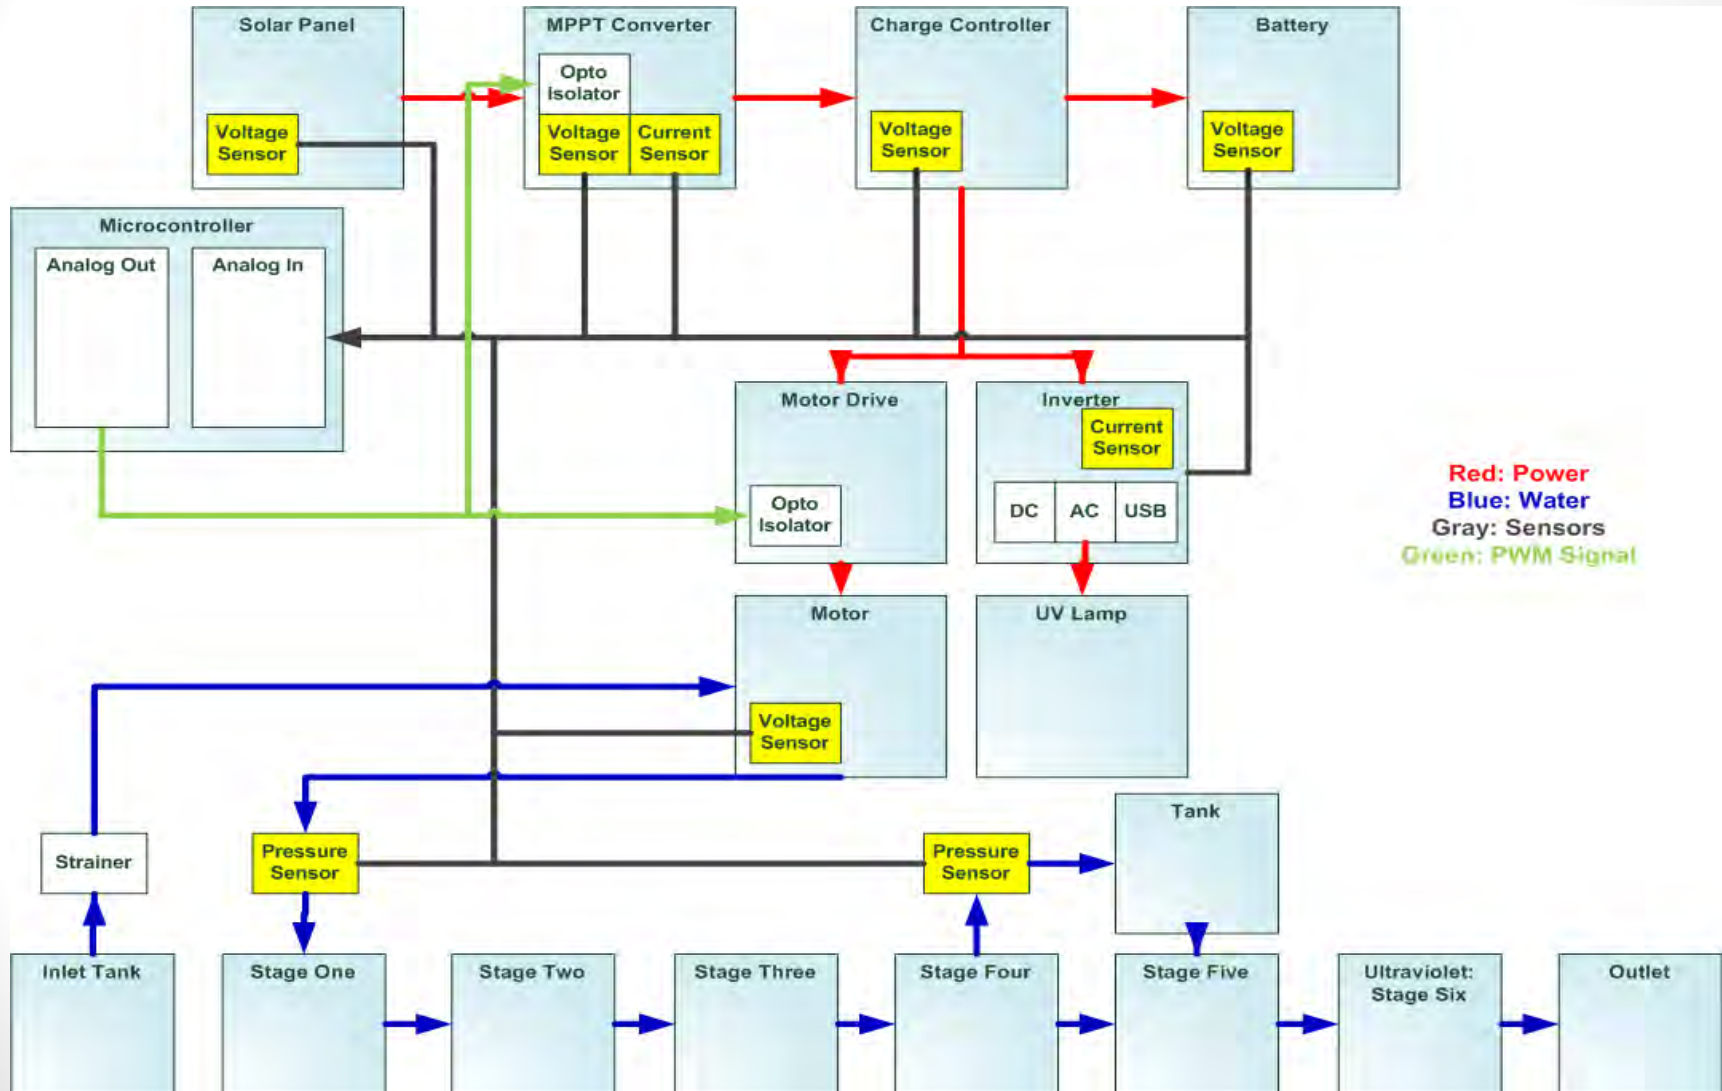 Solar Panel
MPPT Converter
Charge Controller
Battery
Opto
Isolator
Voltage
Sensor
Voltage
Sensor
Current
Sensor
Voltage
Sensor
Voltage
Sensor
Microcontroller
Analog Out
Analog In
Motor Drive
Inverter
Current
Sensor
Opto
Isolator
DC
AC
USB
Red: Power
Blue: Water
Gray: Sensors
Green: PWM Signal
Motor
UV Lamp
Voltage
Sensor
Tank
Strainer
Pressure
Sensor
Pressure
Sensor
Inlet Tank
Stage One
Stage Two
Stage Three
Stage Four
Stage Five
Ultraviolet:
Stage Six
Outlet